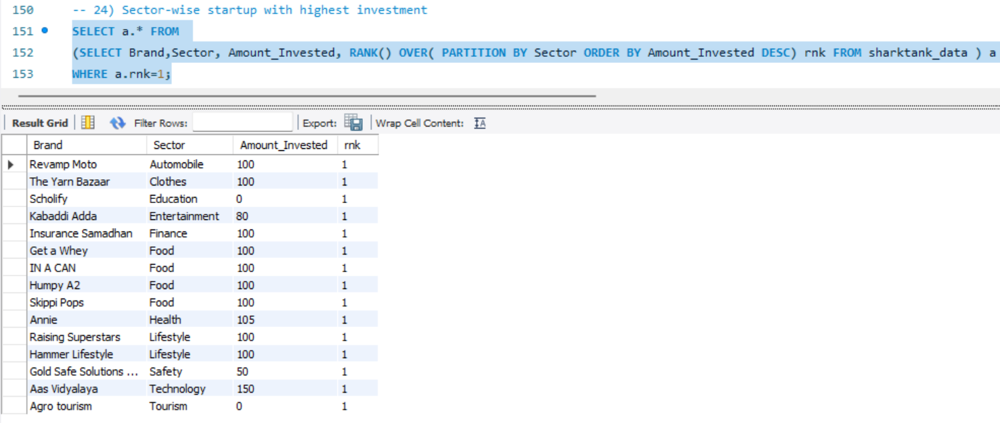 150 -- 24) Sector-wise startup with highest investment
151 SELECT a.* FROM
152 (SELECT Brand,Sector, Amount_Invested, RANK() OVER( PARTITION BY Sector ORDER BY Amount_Invested DESC) rnk FROM sharktank_data ) a
153 WHERE a.rnk=1;
Result Grid Filter Rows: Export: Wrap Cell Content: IA
Brand Sector Amount_Invested rnk
Revamp Moto Automobile 100 1
The Yarn Bazaar Clothes 100 1
Scholify Education 0 1
Kabaddi Adda Entertainment 80 1
Insurance Samadhan Finance 100 1
Get a Whey Food 100 1
IN A CAN Food 100 1
Humpy A2 Food 100 1
Skippi Pops Food 100 1
Annie Health 105 1
Raising Superstars Lifestyle 100 1
Hammer Lifestyle Lifestyle 100 1
Gold Safe Solutions ... Safety 50 1
Aas Vidyalaya Technology 150 1
Agro tourism Tourism 0 1